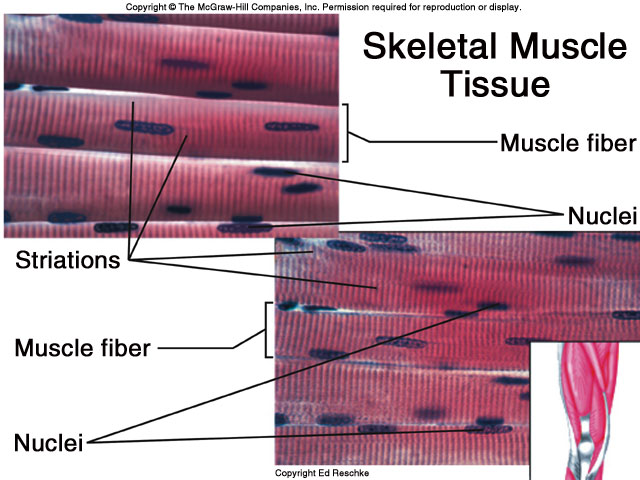 Copyright © The McGraw-Hill Companies, Inc. Permission required for reproduction or display.
Skeletal Muscle
Tissue
Muscle fiber
Nuclei
Striations
Muscle fiber
Nuclei
Copyright Ed Reschke